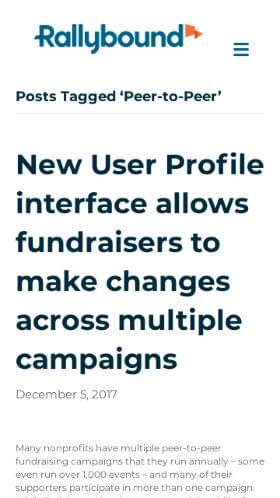 Rallybound
Posts Tagged ‘Peer-to-Peer’
New User Profile
interface allows
fundraisers to
make changes
across multiple
campaigns
December 5, 2017
Many nonprofits have multiple peer-to-peer
fundraising campaigns that they run annually – some
even run over 1,000 events – and many of their
supporters participate in more than one campaign.